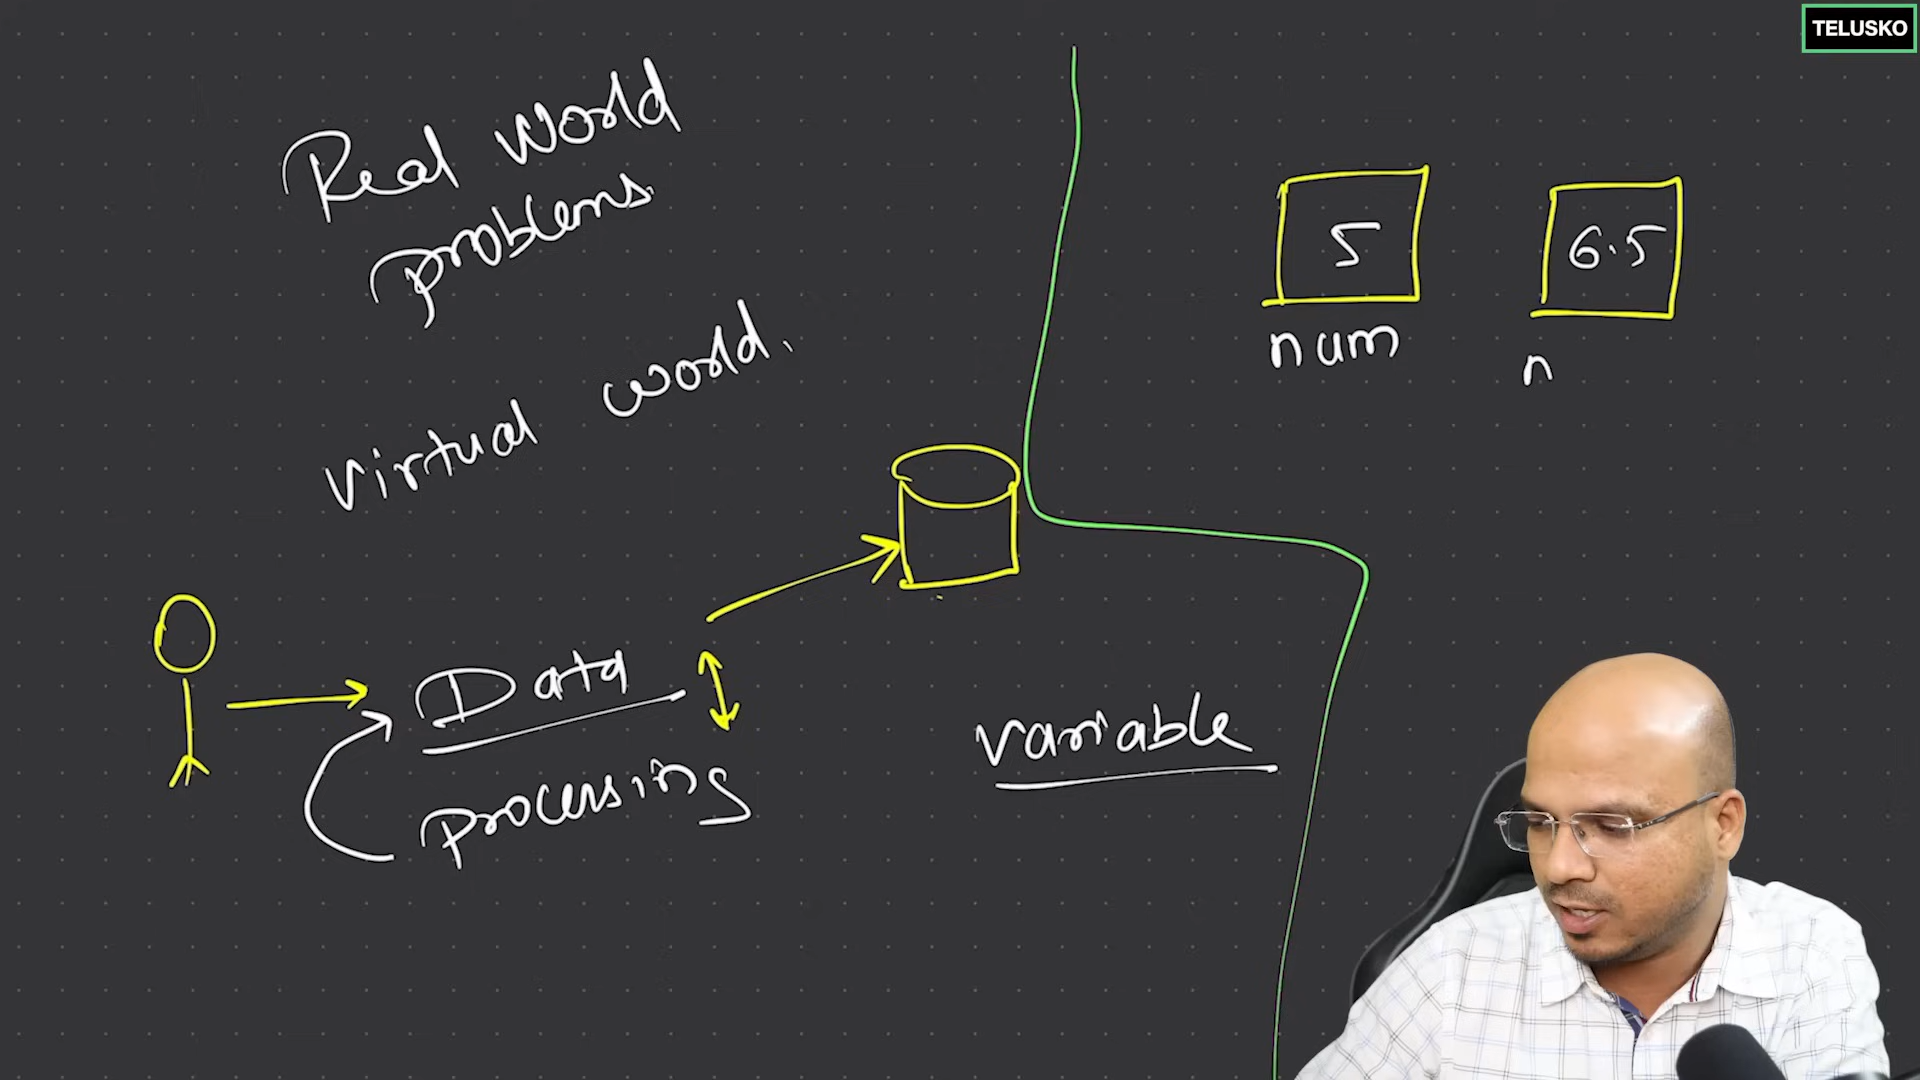 TELUSKO
Real World
problems
virtual world.
5
6.5
num
n
Data
processing
variable